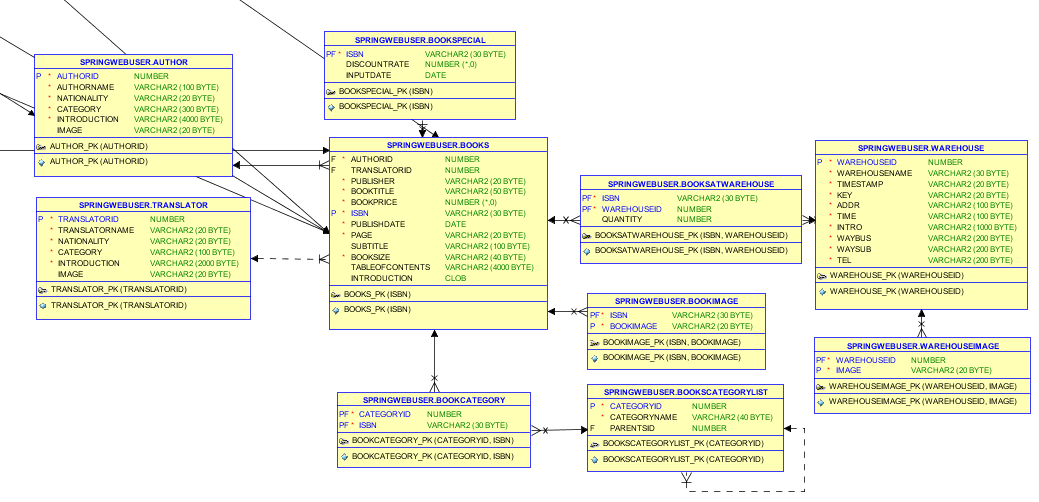 SPRINGWEBUSER.BOOKSPECIAL
PF * ISBN VARCHAR2 (30 BYTE)
DISCOUNTRATE NUMBER (*,0)
INPUTDATE DATE
BOOKSPECIAL_PK (ISBN)
BOOKSPECIAL_PK (ISBN)
SPRINGWEBUSER.AUTHOR
P * AUTHORID NUMBER
* AUTHORNAME VARCHAR2 (100 BYTE)
* NATIONALITY VARCHAR2 (20 BYTE)
* CATEGORY VARCHAR2 (300 BYTE)
* INTRODUCTION VARCHAR2 (4000 BYTE)
IMAGE VARCHAR2 (20 BYTE)
AUTHOR_PK (AUTHORID)
AUTHOR_PK (AUTHORID)
SPRINGWEBUSER.BOOKS
F * AUTHORID NUMBER
F TRANSLATORID NUMBER
* PUBLISHER VARCHAR2 (20 BYTE)
* BOOKTITLE VARCHAR2 (50 BYTE)
* BOOKPRICE NUMBER (*,0)
P * ISBN VARCHAR2 (30 BYTE)
* PUBLISHDATE DATE
* PAGE VARCHAR2 (20 BYTE)
SUBTITLE VARCHAR2 (100 BYTE)
* BOOKSIZE VARCHAR2 (40 BYTE)
TABLEOFCONTENTS VARCHAR2 (4000 BYTE)
INTRODUCTION CLOB
BOOKS_PK (ISBN)
BOOKS_PK (ISBN)
SPRINGWEBUSER.WAREHOUSE
P * WAREHOUSEID NUMBER
* WAREHOUSENAME VARCHAR2 (30 BYTE)
* TIMESTAMP VARCHAR2 (20 BYTE)
* KEY VARCHAR2 (20 BYTE)
* ADDR VARCHAR2 (100 BYTE)
* TIME VARCHAR2 (100 BYTE)
* INTRO VARCHAR2 (1000 BYTE)
* WAYBUS VARCHAR2 (200 BYTE)
* WAYSUB VARCHAR2 (200 BYTE)
* TEL VARCHAR2 (200 BYTE)
WAREHOUSE_PK (WAREHOUSEID)
WAREHOUSE_PK (WAREHOUSEID)
SPRINGWEBUSER.BOOKSATWAREHOUSE
PF * ISBN VARCHAR2 (30 BYTE)
PF * WAREHOUSEID NUMBER
QUANTITY NUMBER
BOOKSATWAREHOUSE_PK (ISBN, WAREHOUSEID)
BOOKSATWAREHOUSE_PK (ISBN, WAREHOUSEID)
SPRINGWEBUSER.TRANSLATOR
P * TRANSLATORID NUMBER
* TRANSLATORNAME VARCHAR2 (20 BYTE)
* NATIONALITY VARCHAR2 (20 BYTE)
* CATEGORY VARCHAR2 (100 BYTE)
* INTRODUCTION VARCHAR2 (2000 BYTE)
IMAGE VARCHAR2 (20 BYTE)
TRANSLATOR_PK (TRANSLATORID)
TRANSLATOR_PK (TRANSLATORID)
SPRINGWEBUSER.BOOKIMAGE
PF * ISBN VARCHAR2 (30 BYTE)
P * BOOKIMAGE VARCHAR2 (20 BYTE)
BOOKIMAGE_PK (ISBN, BOOKIMAGE)
BOOKIMAGE_PK (ISBN, BOOKIMAGE)
SPRINGWEBUSER.WAREHOUSEIMAGE
PF * WAREHOUSEID NUMBER
P * IMAGE VARCHAR2 (20 BYTE)
WAREHOUSEIMAGE_PK (WAREHOUSEID, IMAGE)
WAREHOUSEIMAGE_PK (WAREHOUSEID, IMAGE)
SPRINGWEBUSER.BOOKCATEGORY
PF * CATEGORYID NUMBER
PF * ISBN VARCHAR2 (30 BYTE)
BOOKCATEGORY_PK (CATEGORYID, ISBN)
BOOKCATEGORY_PK (CATEGORYID, ISBN)
SPRINGWEBUSER.BOOKSCATEGORYLIST
P * CATEGORYID NUMBER
* CATEGORYNAME VARCHAR2 (40 BYTE)
F PARENTSID NUMBER
BOOKSCATEGORYLIST_PK (CATEGORYID)
BOOKSCATEGORYLIST_PK (CATEGORYID)